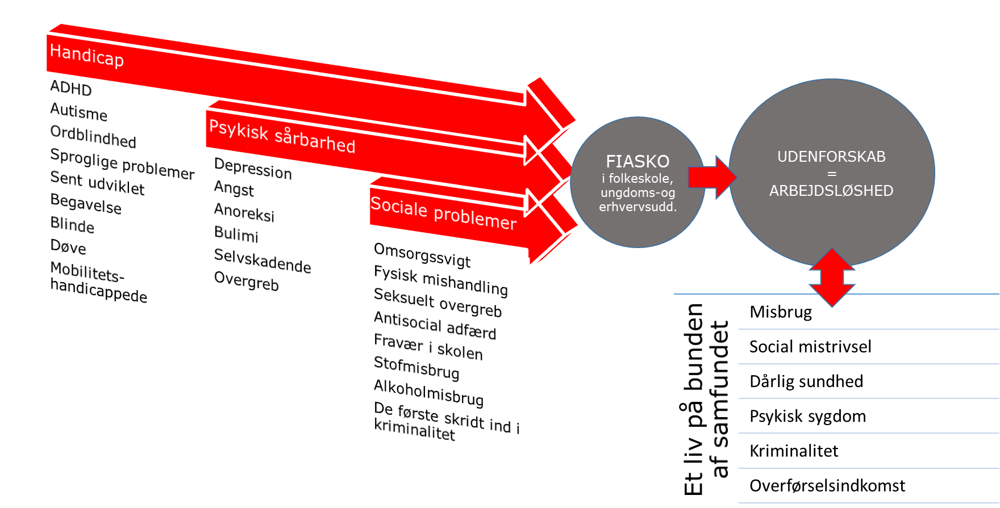 Handicap
ADHD
Autisme
Ordblindhed
Sproglige problemer
Sent udviklet
Begavelse
Blinde
Døve
Mobilitets-
handicappede
Psykisk sårbarhed
Depression
Angst
Anoreksi
Bulimi
Selvskadende
Overgreb
Sociale problemer
Omsorgssvigt
Fysisk mishandling
Seksuelt overgreb
Antisocial adfærd
Fravær i skolen
Stofmisbrug
Alkoholmisbrug
De første skridt ind i
kriminalitet
FIASKO
i folkeskole,
ungdoms-og
erhvervsudd.
UDENFORSKAB
=
ARBEJDSLØSHED
Et liv på bunden
af samfundet
Misbrug
Social mistrivsel
Dårlig sundhed
Psykisk sygdom
Kriminalitet
Overførselsindkomst